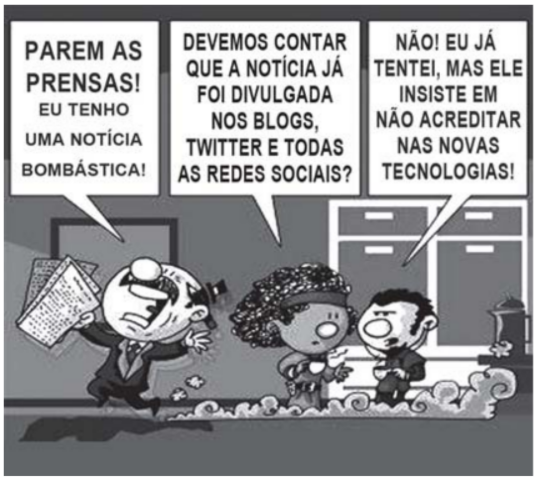 PAREM AS
PRENSAS!
EU TENHO
UMA NOTÍCIA
BOMBÁSTICA!
DEVEMOS CONTAR
QUE A NOTÍCIA JÁ
FOI DIVULGADA
NOS BLOGS,
TWITTER E TODAS
AS REDES SOCIAIS?
NÃO! EU JÁ
TENTEI, MAS ELE
INSISTE EM
NÃO ACREDITAR
NAS NOVAS
TECNOLOGIAS!